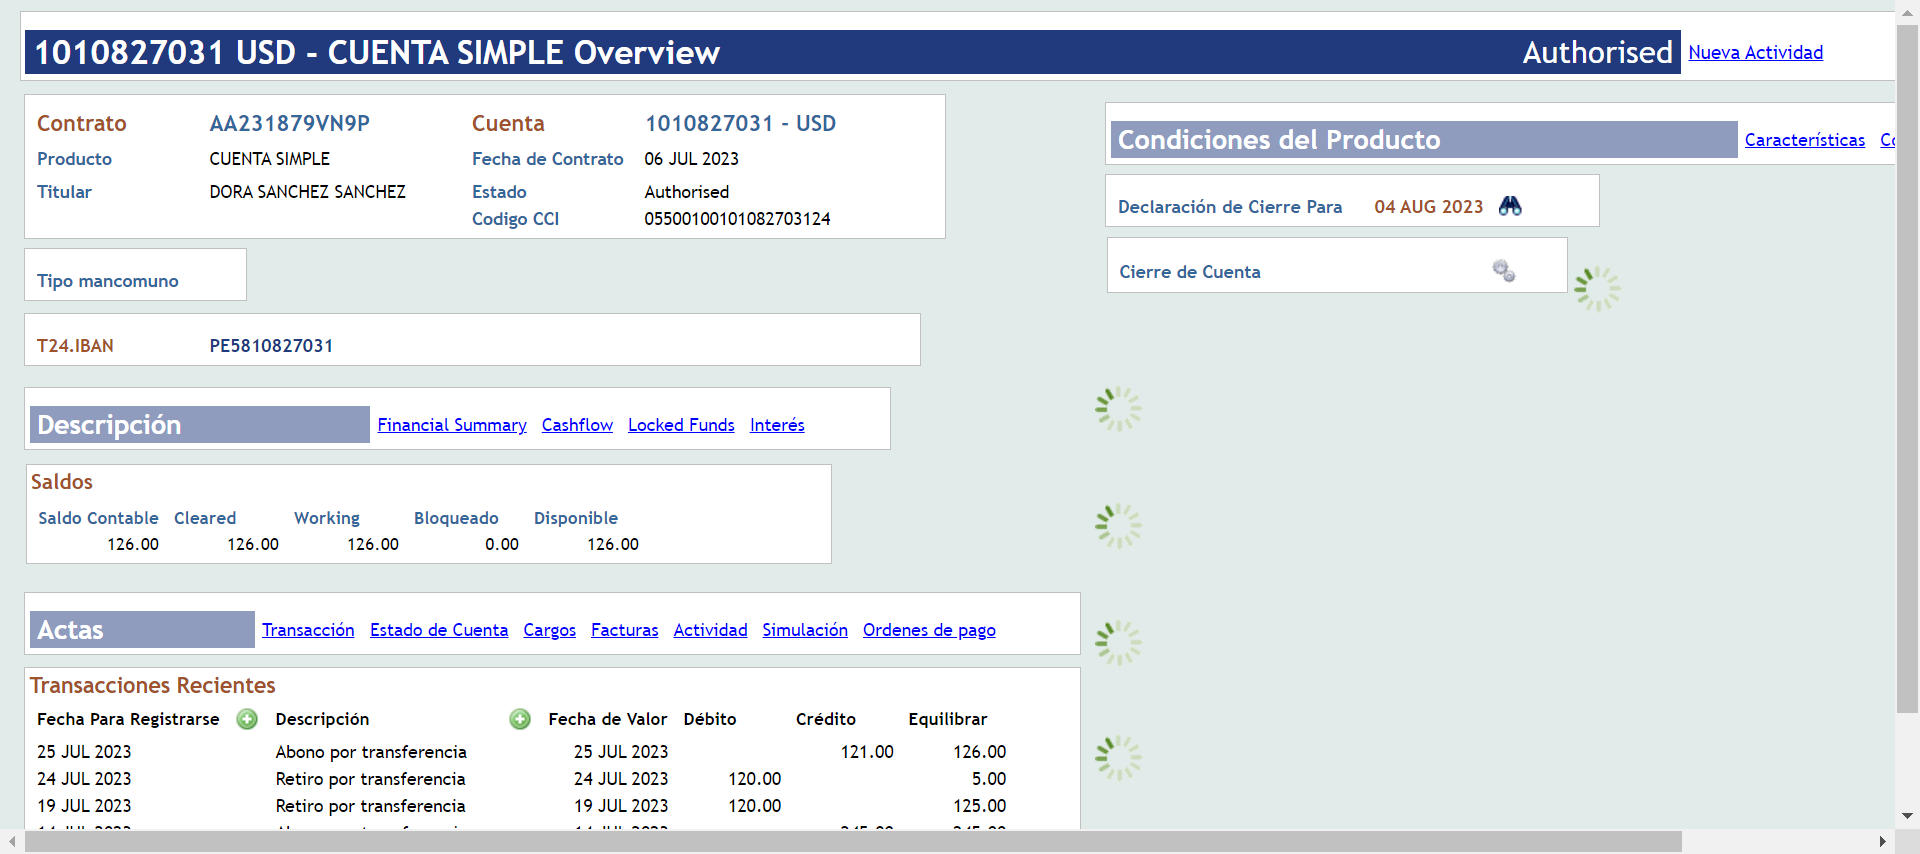 1010827031 USD - CUENTA SIMPLE Overview Authorised Nueva Actividad
Contrato AA231879VN9P Cuenta 1010827031 - USD
Producto CUENTA SIMPLE Fecha de Contrato 06 JUL 2023
Titular DORA SANCHEZ SANCHEZ Estado Authorised
Codigo CCI 05500100101082703124
Tipo mancomuno
T24.IBAN PE5810827031
Descripción Financial Summary Cashflow Locked Funds Interés
Saldos
Saldo Contable Cleared Working Bloqueado Disponible
126.00 126.00 126.00 0.00 126.00
Actas Transacción Estado de Cuenta Cargos Facturas Actividad Simulación Ordenes de pago
Transacciones Recientes
Fecha Para Registrarse Descripción Fecha de Valor Débito Crédito Equilibrar
25 JUL 2023 Abono por transferencia 25 JUL 2023 121.00 126.00
24 JUL 2023 Retiro por transferencia 24 JUL 2023 120.00 5.00
19 JUL 2023 Retiro por transferencia 19 JUL 2023 120.00 125.00
Condiciones del Producto Características
Declaración de Cierre Para 04 AUG 2023
Cierre de Cuenta